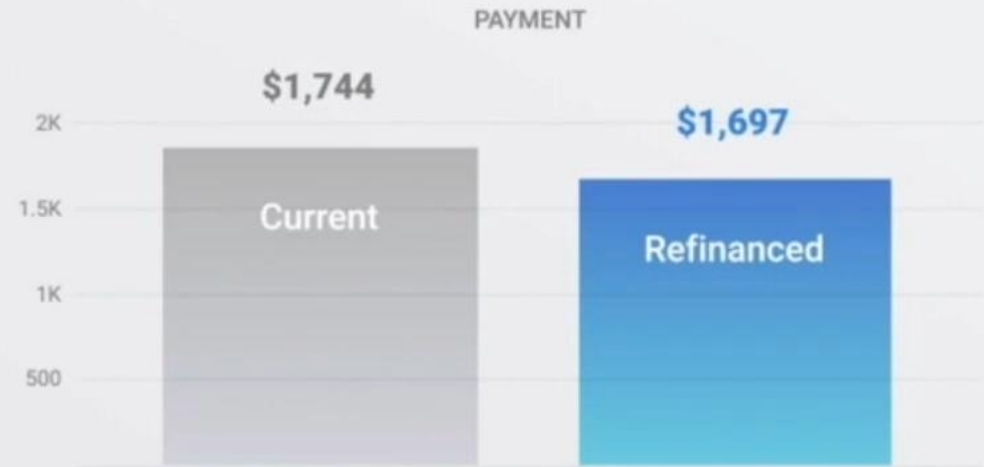 PAYMENT
$1,744
$1,697
2K
1.5K
Current
Refinanced
1K
500